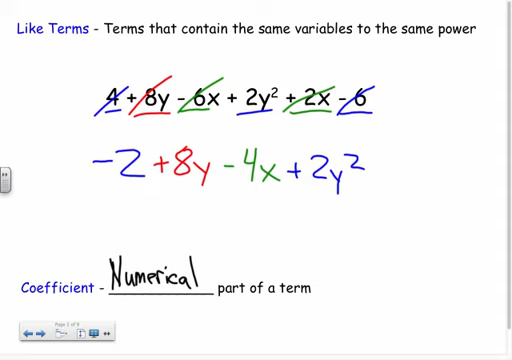 Like Terms - Terms that contain the same variables to the same power
4 + 8y - 6x + 2y² + 2x - 6
-2 + 8y - 4x + 2y²
Coefficient - Numerical part of a term